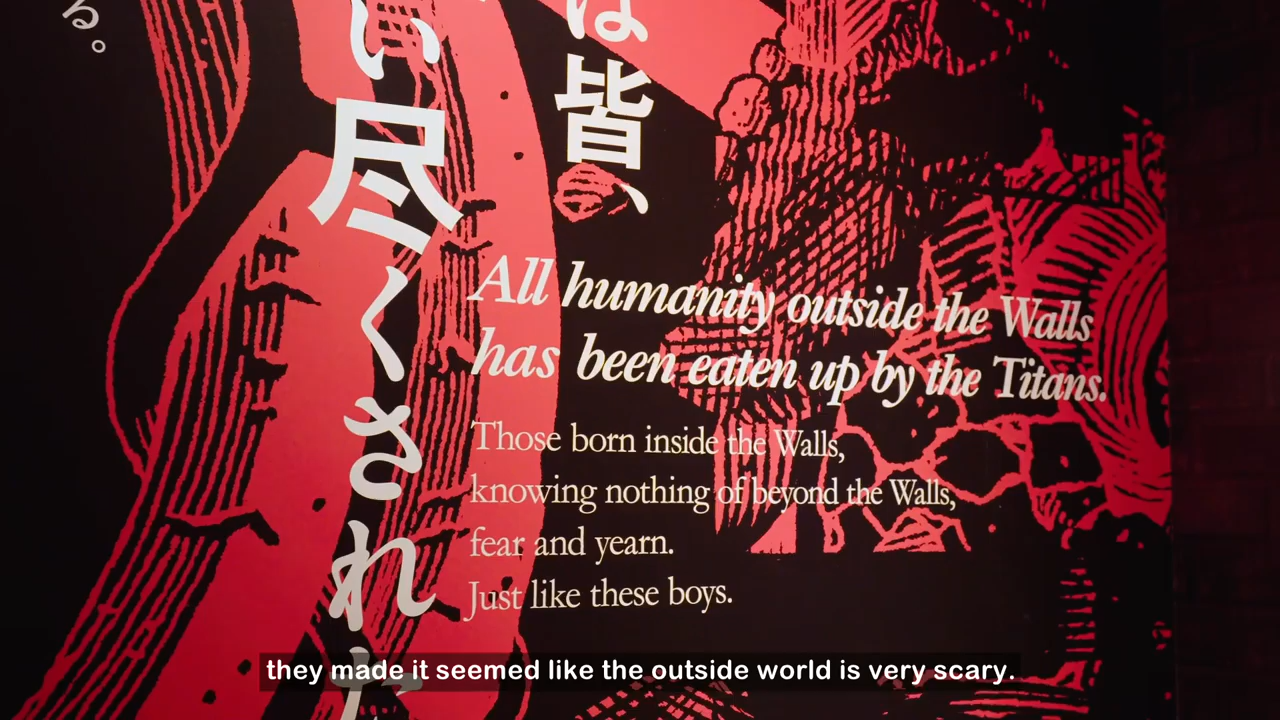 は皆、
い尽くされ
る。
All humanity outside the Walls
has been eaten up by the Titans.
Those born inside the Walls,
knowing nothing of beyond the Walls,
fear and yearn.
Just like these boys.
they made it seemed like the outside world is very scary.